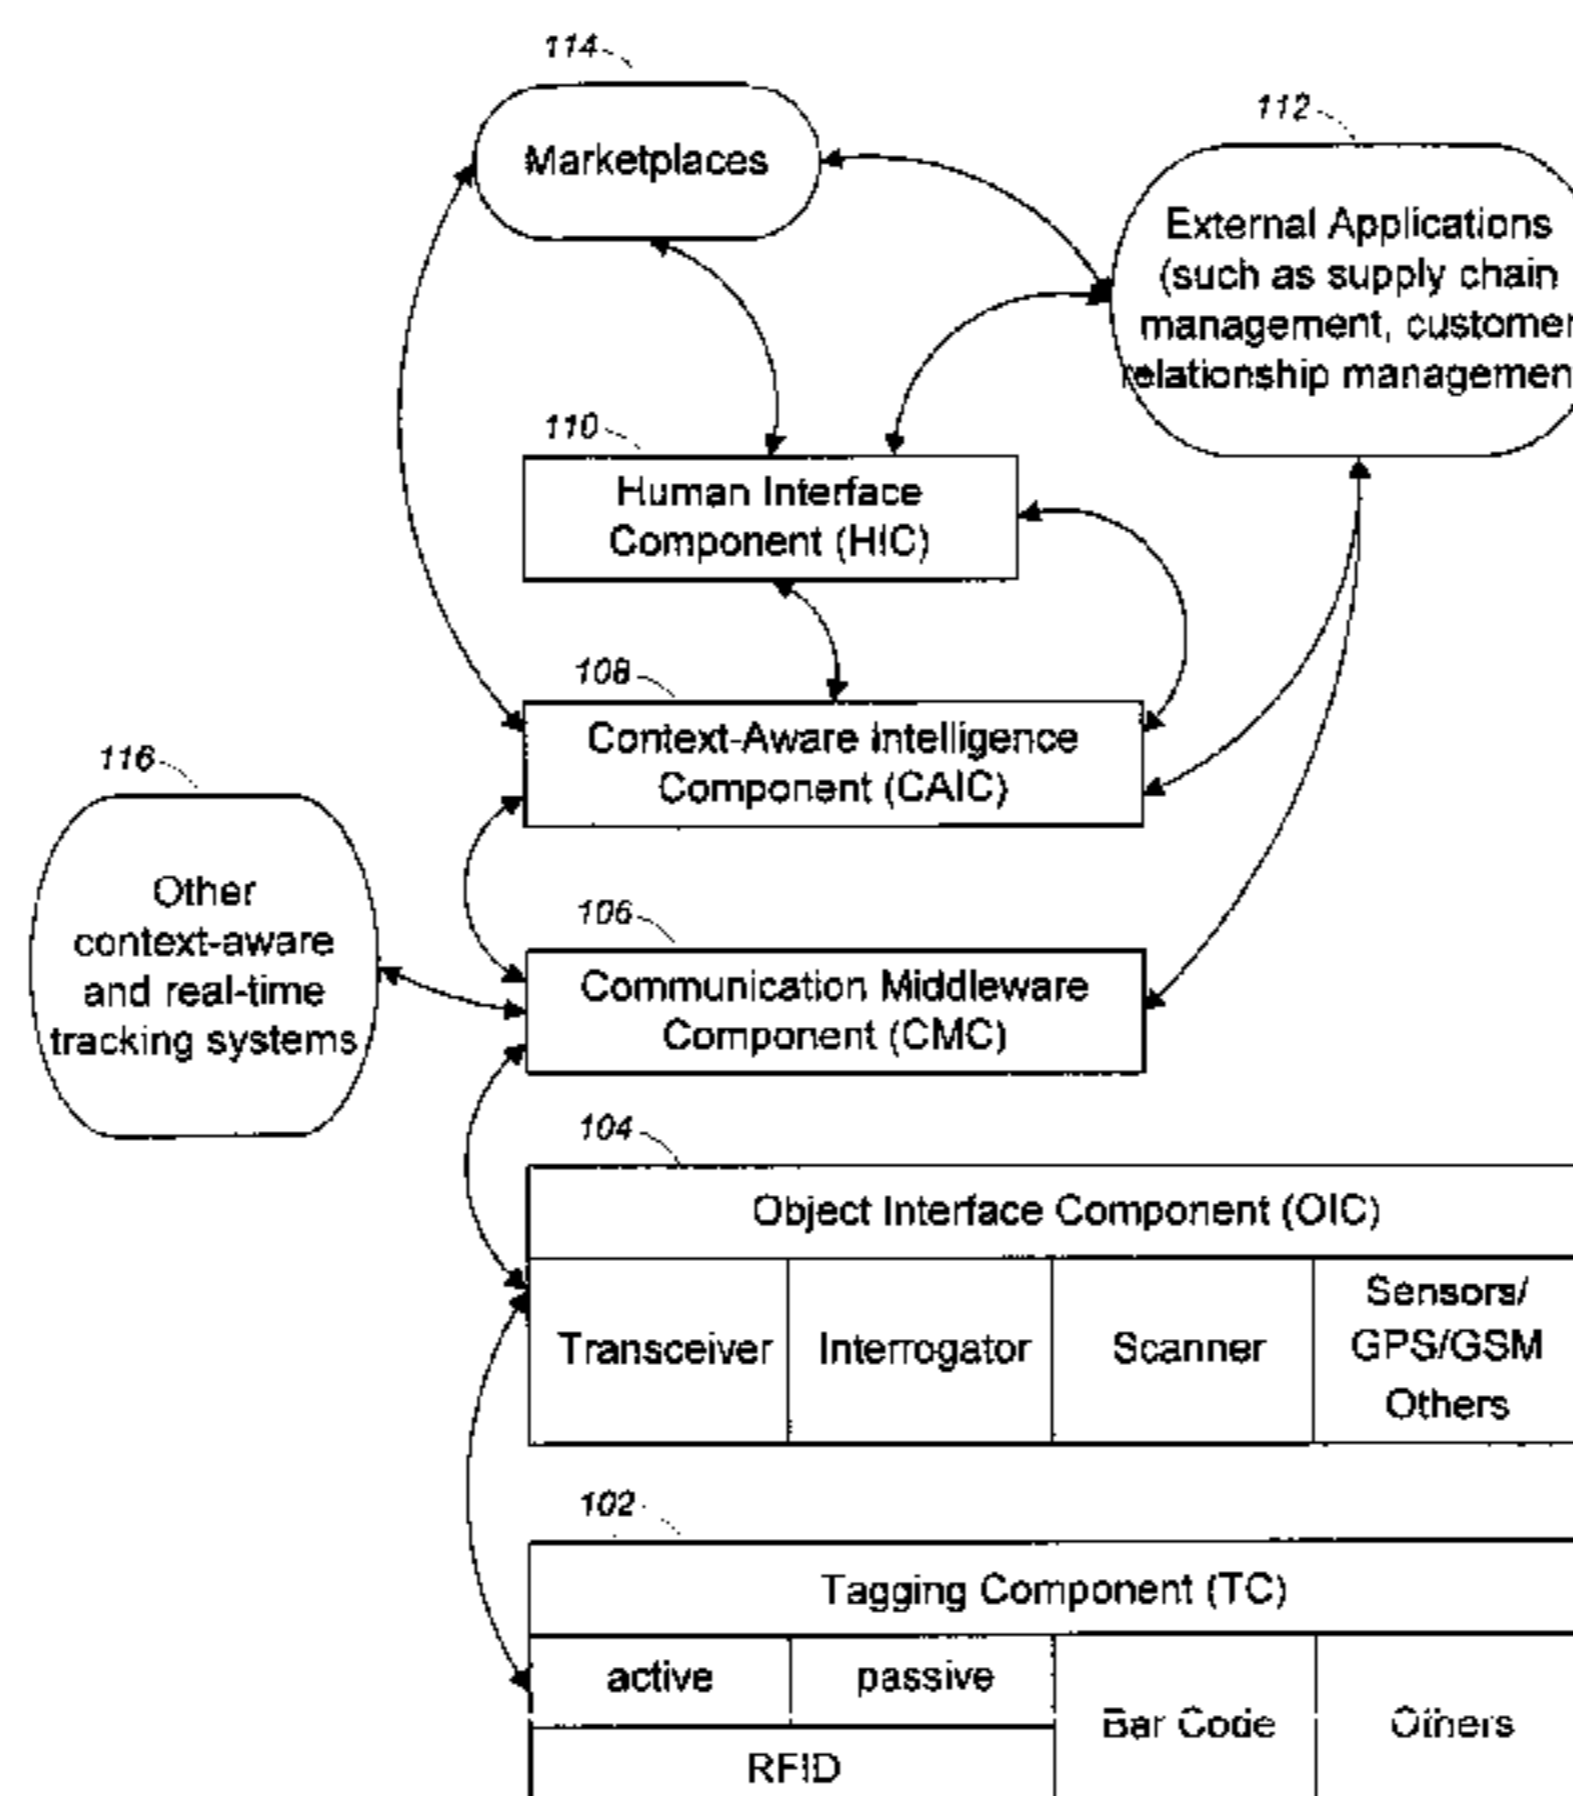 114
Marketplaces
112
External Applications
(such as supply chain
management, customer
relationship managemen
110
Human Interface
Component (HIC)
108
Context-Aware Intelligence
Component (CAIC)
116
Other
context-aware
and real-time
tracking systems
106
Communication Middleware
Component (CMC)
104
Object Interface Component (OIC)
Transceiver
Interrogator
Scanner
Sensors/
GPS/GSM
Others
102
Tagging Component (TC)
active
passive
RFID
Bar Code
Others